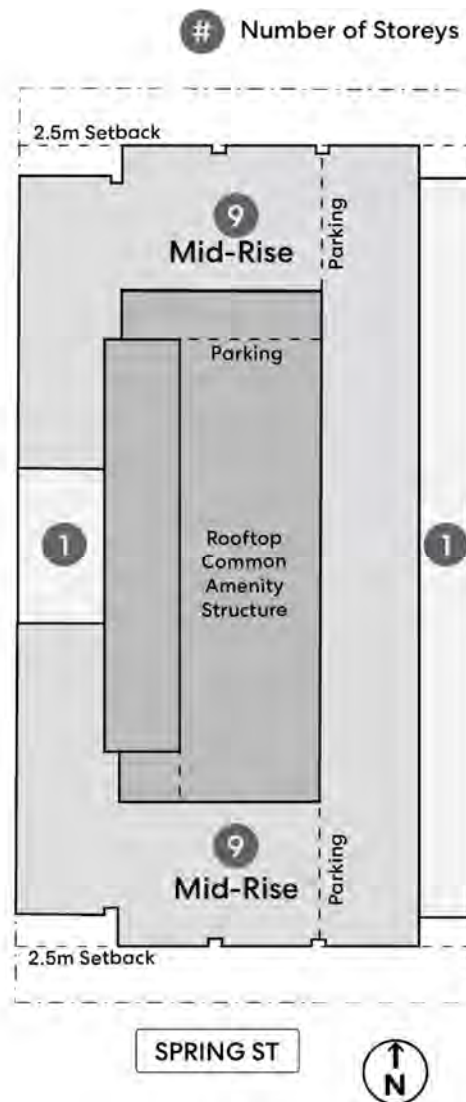 # Number of Storeys
2.5m Setback
9
Mid-Rise
Parking
Parking
1
Rooftop
Common
Amenity
Structure
1
9
Mid-Rise
Parking
2.5m Setback
SPRING ST
N